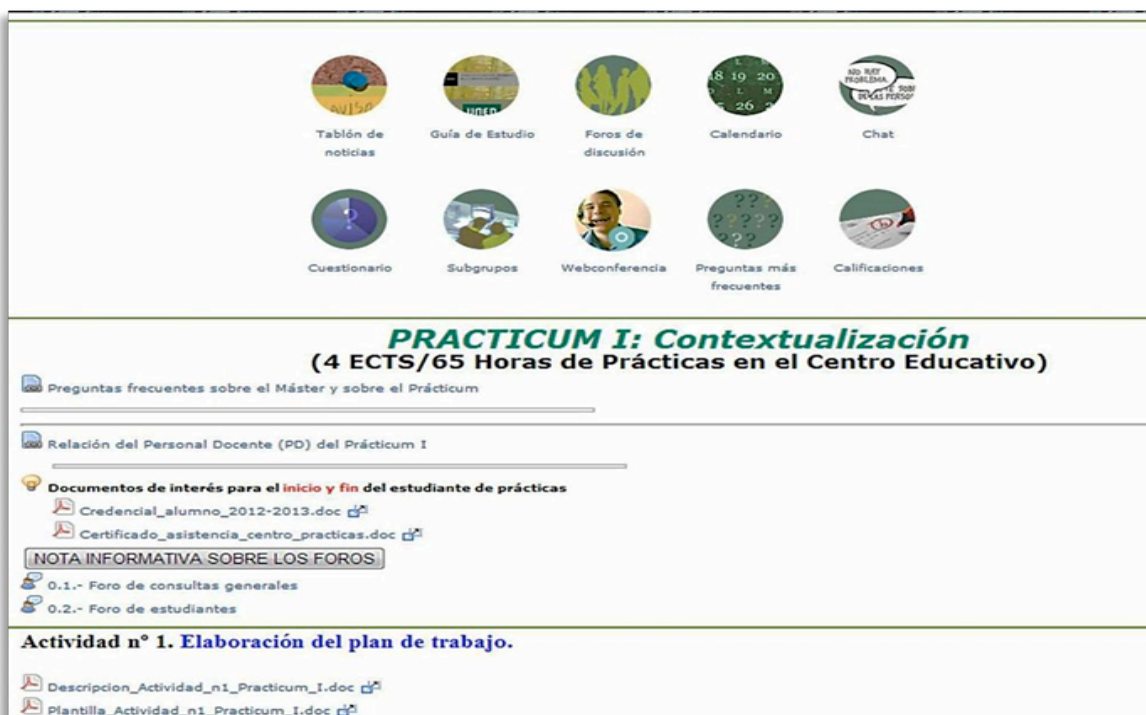 AVISO
UNED
18 19 20
L M
26
NO HAY
PROBLEMA
Tablón de
noticias
Guía de Estudio
Foros de
discusión
Calendario
Chat
???
????
???
Cuestionario
Subgrupos
Webconferencia
Preguntas más
frecuentes
Calificaciones
PRACTICUM I: Contextualización
(4 ECTS/65 Horas de Prácticas en el Centro Educativo)
Preguntas frecuentes sobre el Máster y sobre el Prácticum
Relación del Personal Docente (PD) del Prácticum I
Documentos de interés para el inicio y fin del estudiante de prácticas
Credencial_alumno_2012-2013.doc
Certificado_asistencia_centro_practicas.doc
NOTA INFORMATIVA SOBRE LOS FOROS
0.1.- Foro de consultas generales
0.2.- Foro de estudiantes
Actividad nº 1. Elaboración del plan de trabajo.
Descripcion_Actividad_n1_Practicum_I.doc
Plantilla_Actividad_n1_Practicum_I.doc